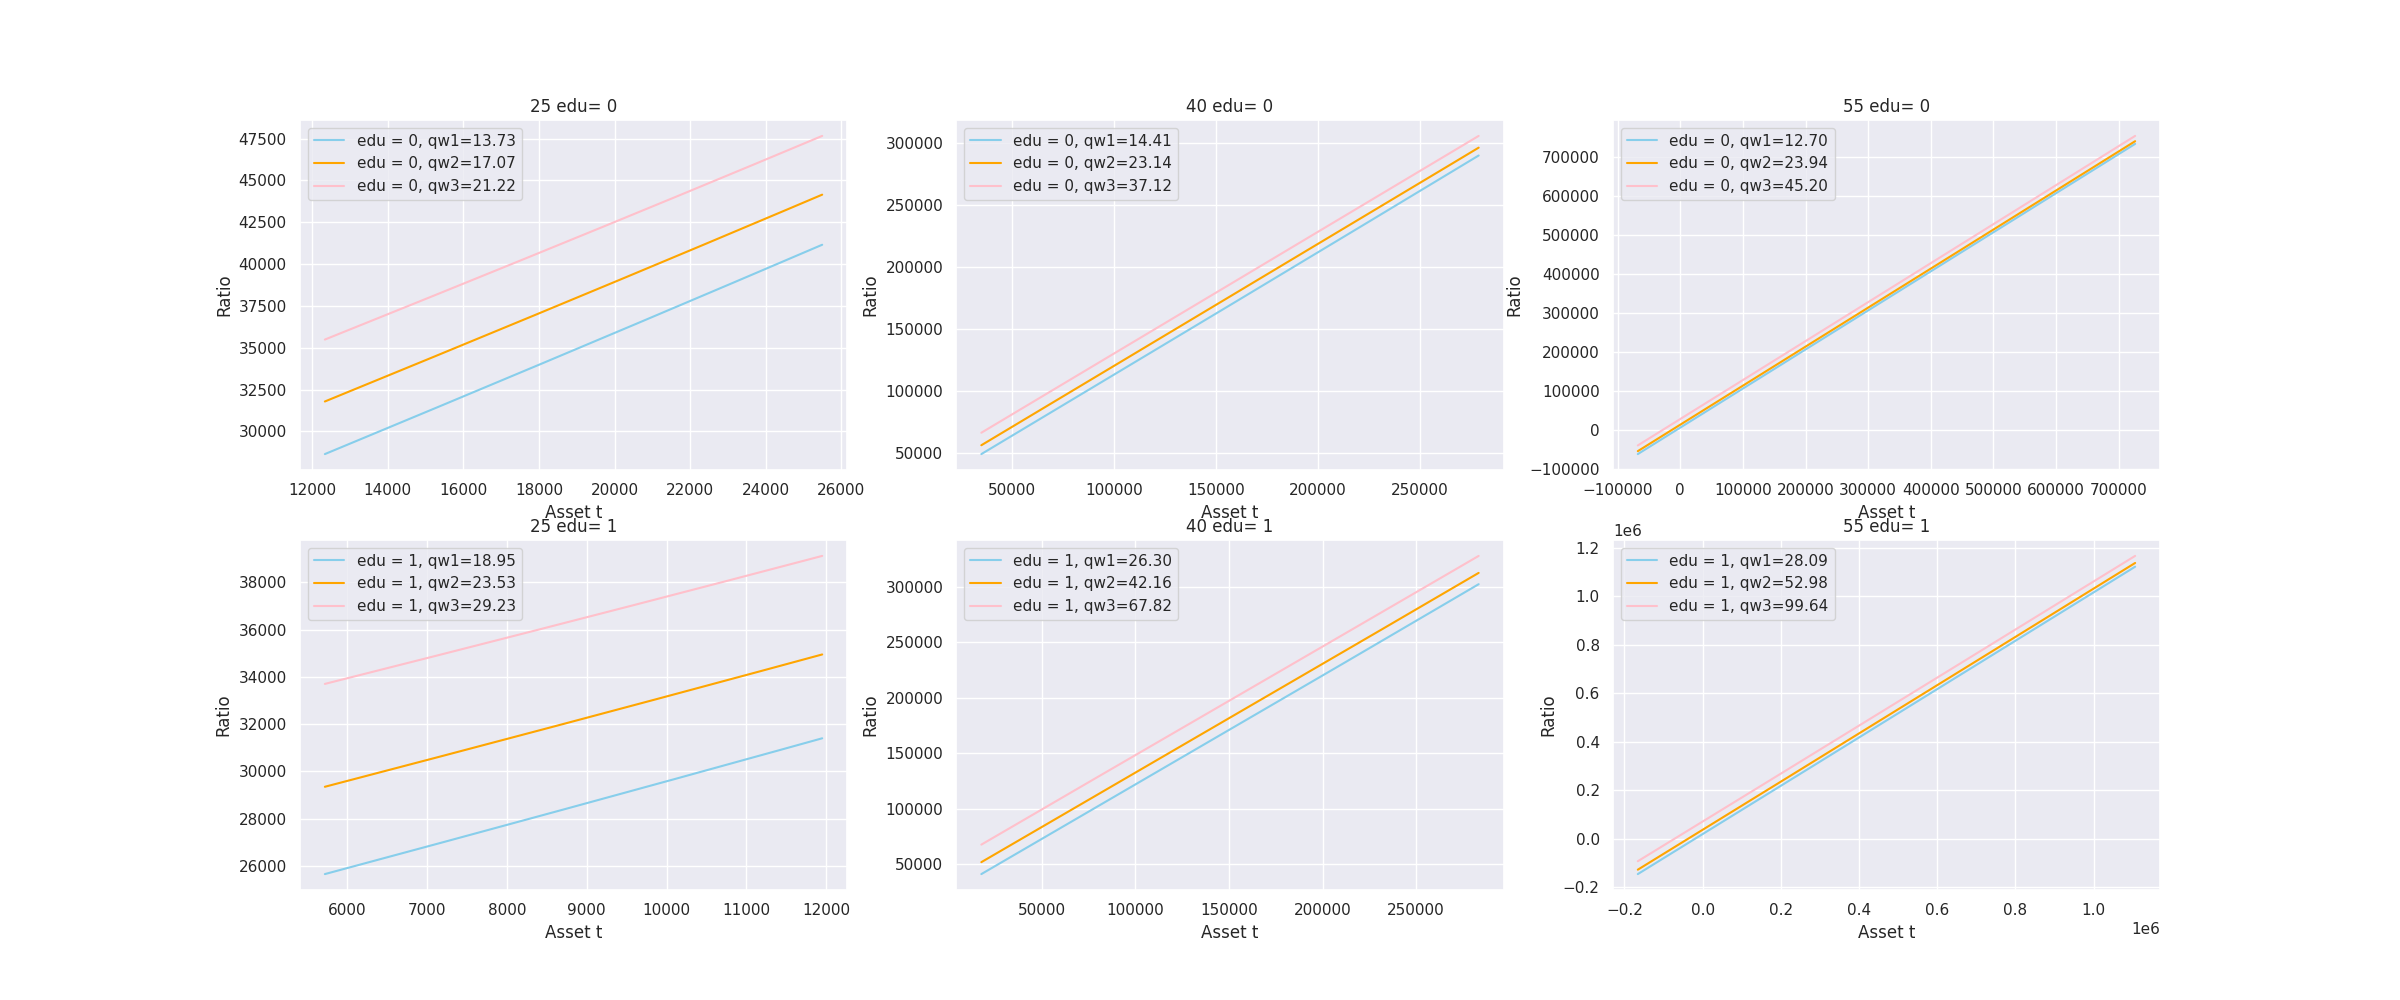 25 edu= 0
edu = 0, qw1=13.73
edu = 0, qw2=17.07
edu = 0, qw3=21.22
47500
45000
42500
40000
37500
35000
32500
30000
Ratio
12000 14000 16000 18000 20000 22000 24000 26000
Asset t
40 edu= 0
edu = 0, qw1=14.41
edu = 0, qw2=23.14
edu = 0, qw3=37.12
300000
250000
200000
150000
100000
50000
Ratio
50000 100000 150000 200000 250000
Asset t
55 edu= 0
edu = 0, qw1=12.70
edu = 0, qw2=23.94
edu = 0, qw3=45.20
700000
600000
500000
400000
300000
200000
100000
0
−100000
Ratio
−100000 0 100000 200000 300000 400000 500000 600000 700000
Asset t
25 edu= 1
edu = 1, qw1=18.95
edu = 1, qw2=23.53
edu = 1, qw3=29.23
38000
36000
34000
32000
30000
28000
26000
Ratio
6000 7000 8000 9000 10000 11000 12000
Asset t
40 edu= 1
edu = 1, qw1=26.30
edu = 1, qw2=42.16
edu = 1, qw3=67.82
300000
250000
200000
150000
100000
50000
Ratio
50000 100000 150000 200000 250000
Asset t
55 edu= 1
1e6
edu = 1, qw1=28.09
edu = 1, qw2=52.98
edu = 1, qw3=99.64
1.2
1.0
0.8
0.6
0.4
0.2
0.0
−0.2
Ratio
−0.2 0.0 0.2 0.4 0.6 0.8 1.0
Asset t
1e6